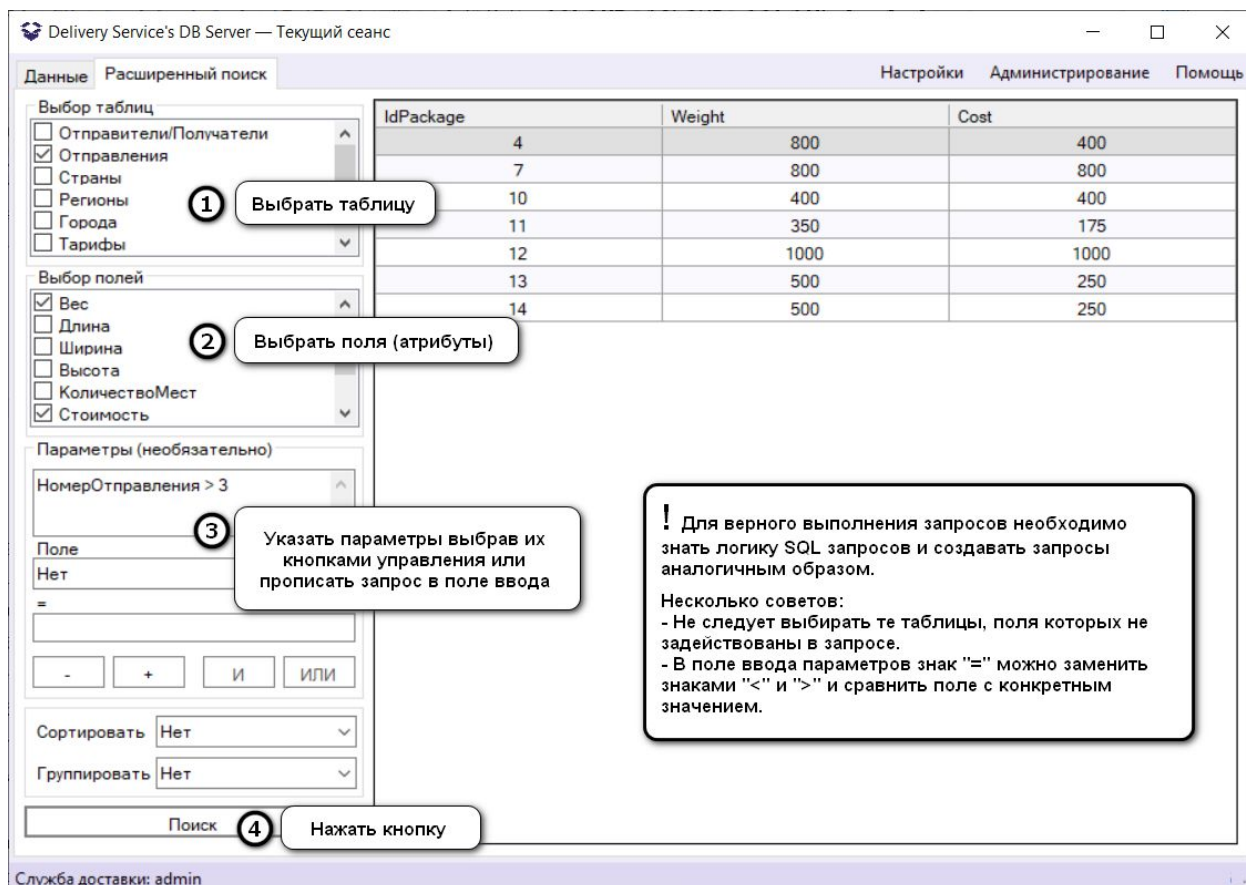 Delivery Service's DB Server — Текущий сеанс
Данные Расширенный поиск Настройки Администрирование Помощь
Выбор таблиц
Отправители/Получатели
Отправления
Страны
Регионы
Города
Тарифы
1 Выбрать таблицу
Выбор полей
Вес
Длина
Ширина
Высота
КоличествоМест
Стоимость
2 Выбрать поля (атрибуты)
Параметры (необязательно)
НомерОтправления > 3
Поле
Нет
=
- + И ИЛИ
3 Указать параметры выбрав их
кнопками управления или
прописать запрос в поле ввода
Сортировать Нет
Группировать Нет
Поиск
4 Нажать кнопку
IdPackage Weight Cost
4 800 400
7 800 800
10 400 400
11 350 175
12 1000 1000
13 500 250
14 500 250
! Для верного выполнения запросов необходимо
знать логику SQL запросов и создавать запросы
аналогичным образом.
Несколько советов:
- Не следует выбирать те таблицы, поля которых не
задействованы в запросе.
- В поле ввода параметров знак "=" можно заменить
знаками "<" и ">" и сравнить поле с конкретным
значением.
Служба доставки: admin